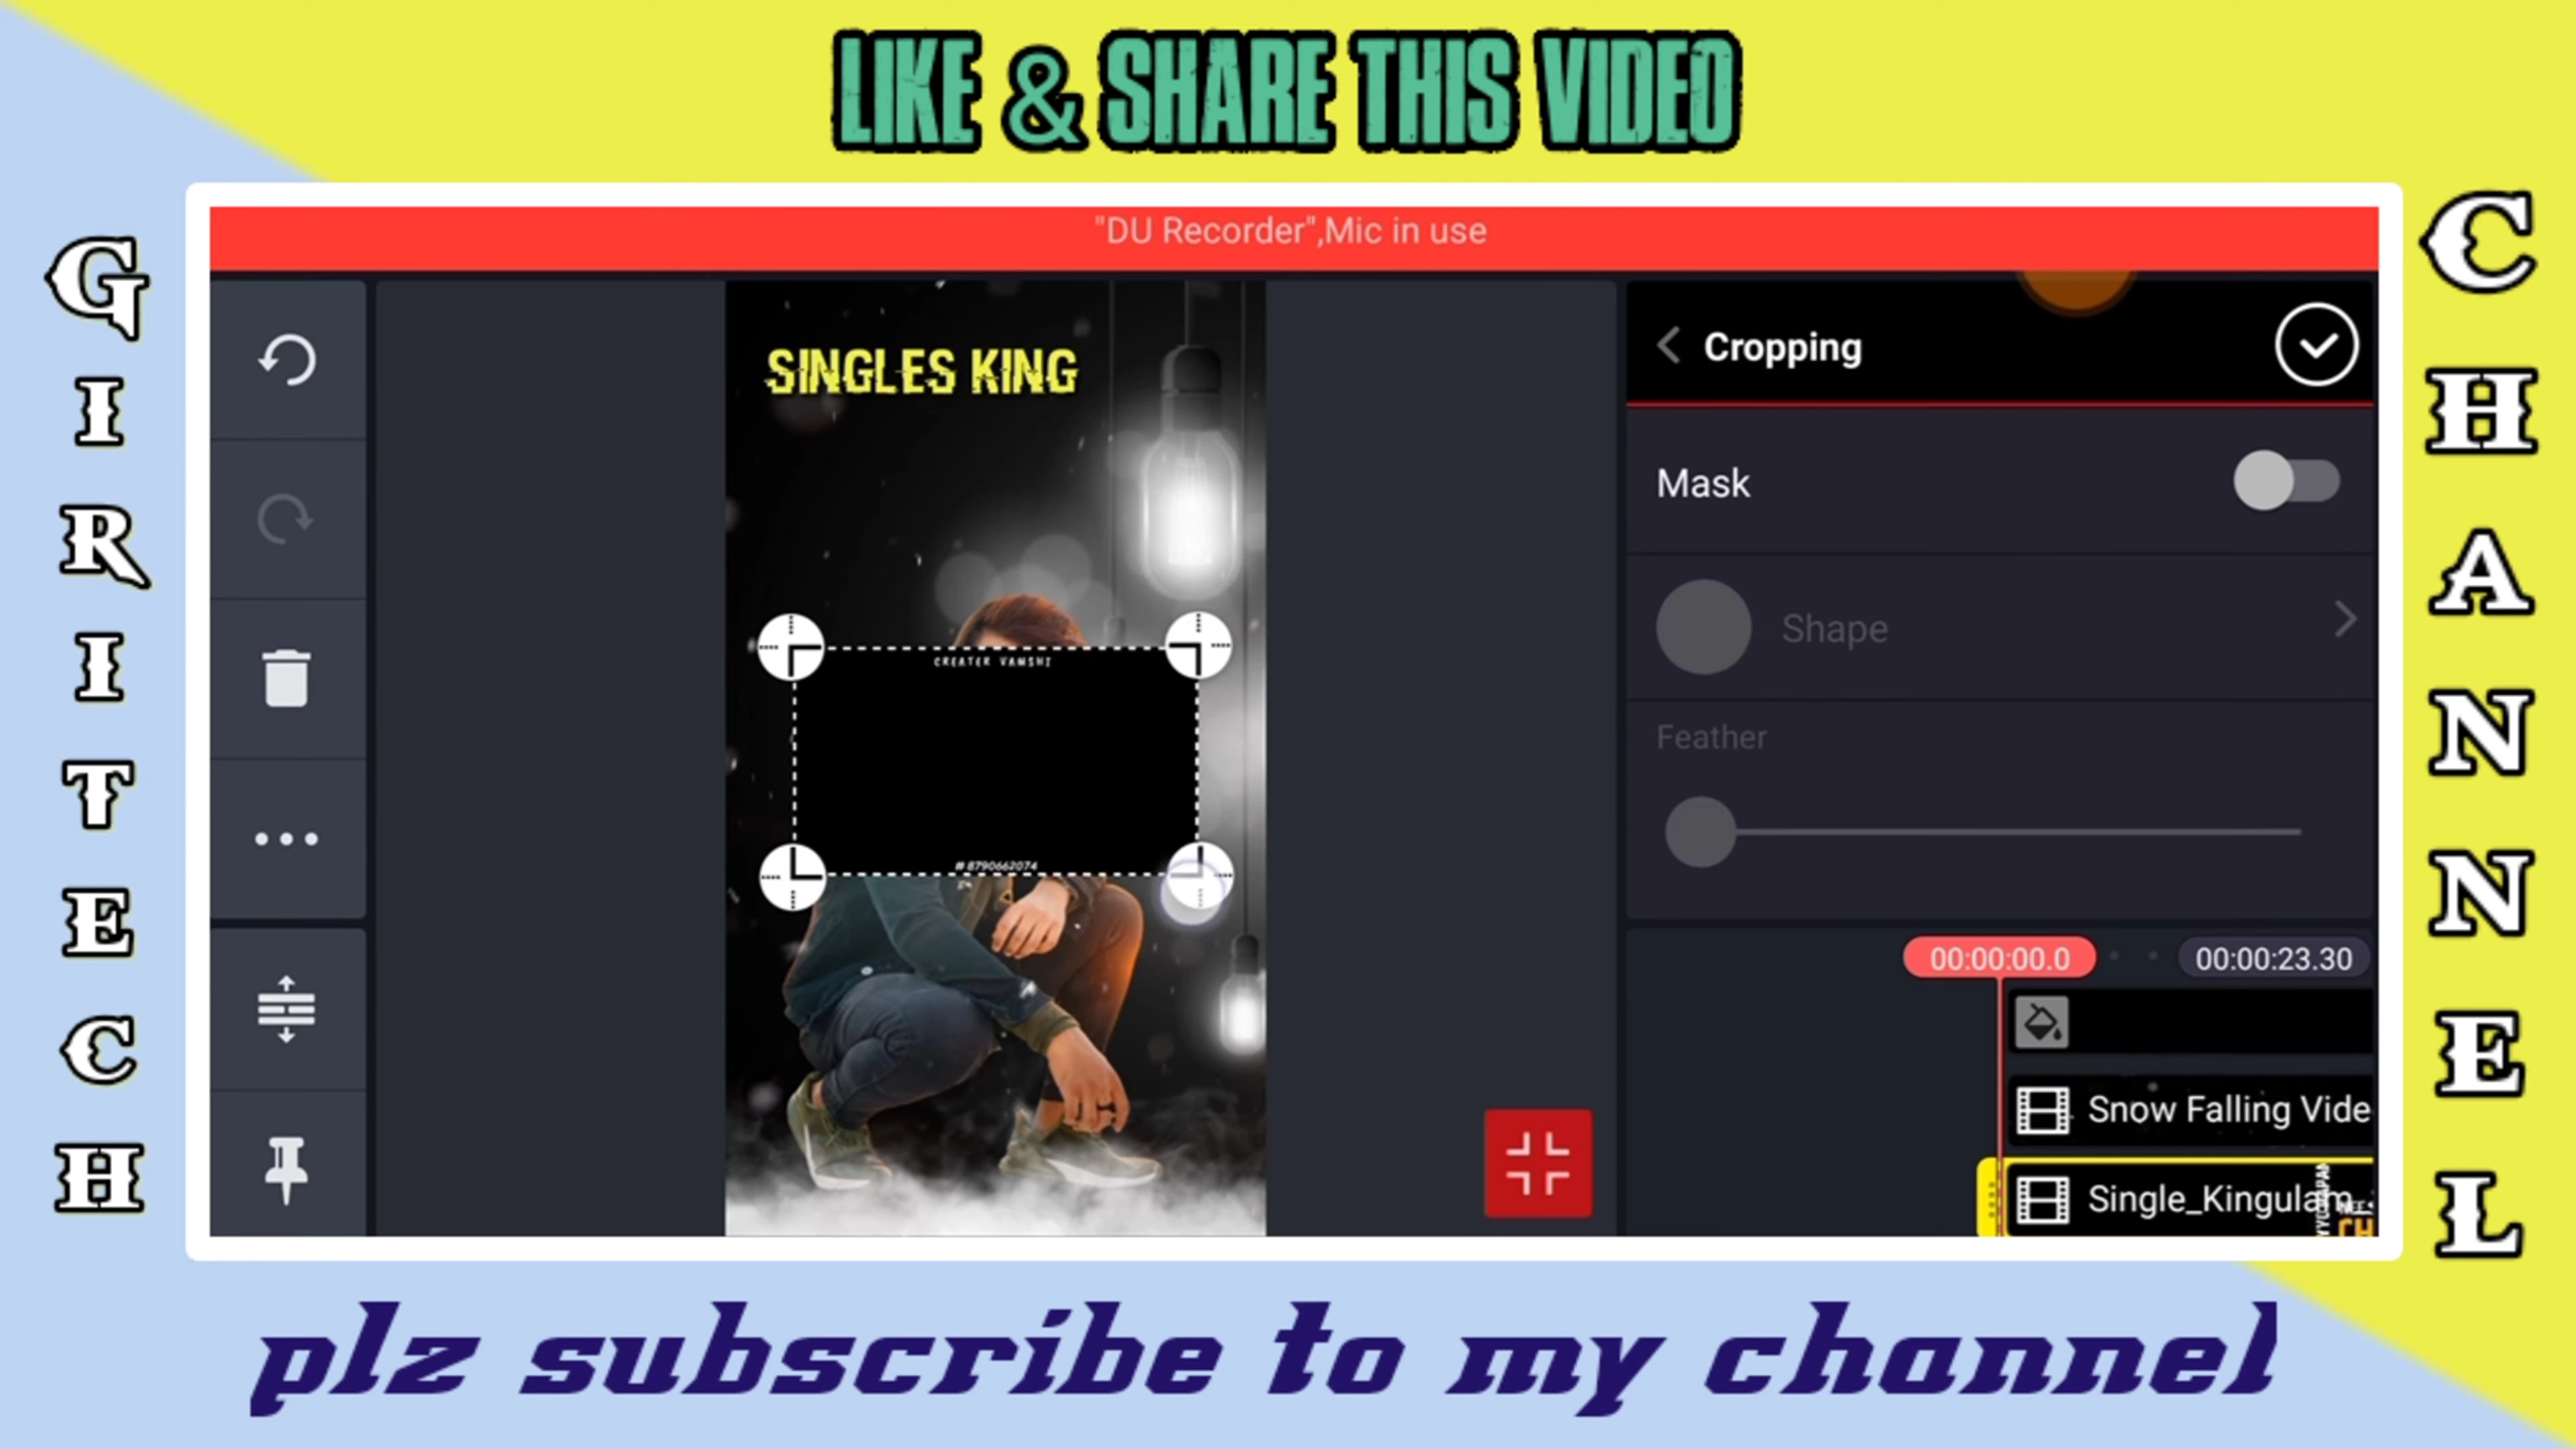 LIKE & SHARE THIS VIDEO
GIRITECH
CHANNEL
"DU Recorder",Mic in use
SINGLES KING
CREATER VAMSHI
#8790662074
Cropping
Mask
Shape
Feather
00:00:00.0
00:00:23.30
Snow Falling Vide
Single_Kingulam
plz subscribe to my channel